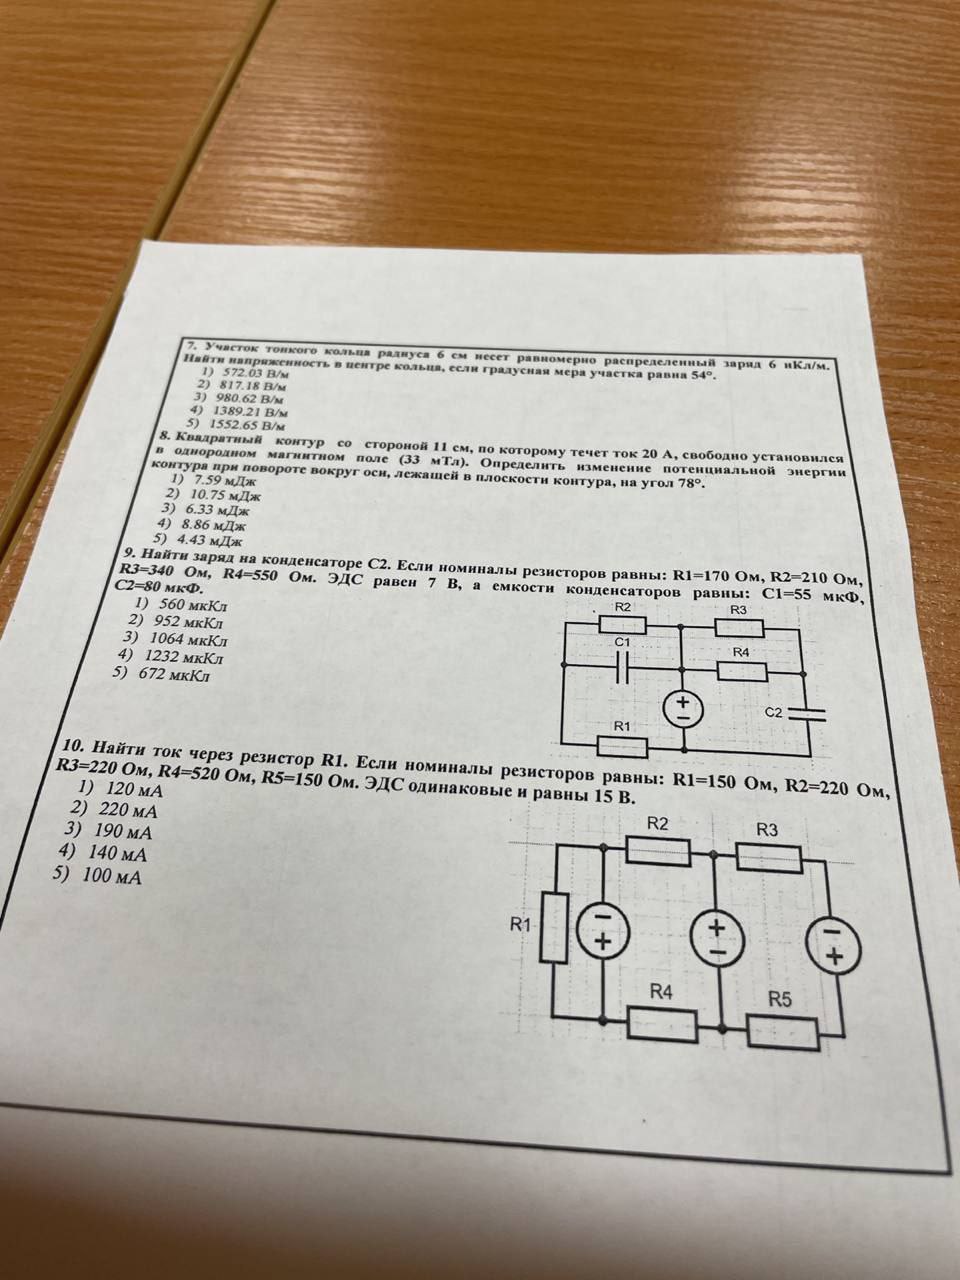 7. Участок тонкого кольца радиуса 6 см несет равномерно распределенный заряд 6 нКл/м.
Найти напряженность в центре кольца, если градусная мера участка равна 54°.
1) 572.03 В/м
2) 817.18 В/м
3) 980.62 В/м
4) 1389.21 В/м
5) 1552.65 В/м
8. Квадратный контур со стороной 11 см, по которому течет ток 20 А, свободно установился
в однородном магнитном поле (33 мТл). Определить изменение потенциальной энергии
контура при повороте вокруг оси, лежащей в плоскости контура, на угол 78°.
1) 7.59 мДж
2) 10.75 мДж
3) 6.33 мДж
4) 8.86 мДж
5) 4.43 мДж
9. Найти заряд на конденсаторе С2. Если номиналы резисторов равны: R1=170 Ом, R2=210 Ом,
R3=340 Ом, R4=550 Ом. ЭДС равен 7 В, а емкости конденсаторов равны: С1=55 мкФ,
С2=80 мкФ.
1) 560 мкКл
2) 952 мкКл
3) 1064 мкКл
4) 1232 мкКл
5) 672 мкКл
R2
R3
C1
R4
+
−
C2
R1
10. Найти ток через резистор R1. Если номиналы резисторов равны: R1=150 Ом, R2=220 Ом,
R3=220 Ом, R4=520 Ом, R5=150 Ом. ЭДС одинаковые и равны 15 В.
1) 120 мА
2) 220 мА
3) 190 мА
4) 140 мА
5) 100 мА
R2
R3
R1
− + −
+ − +
R4
R5